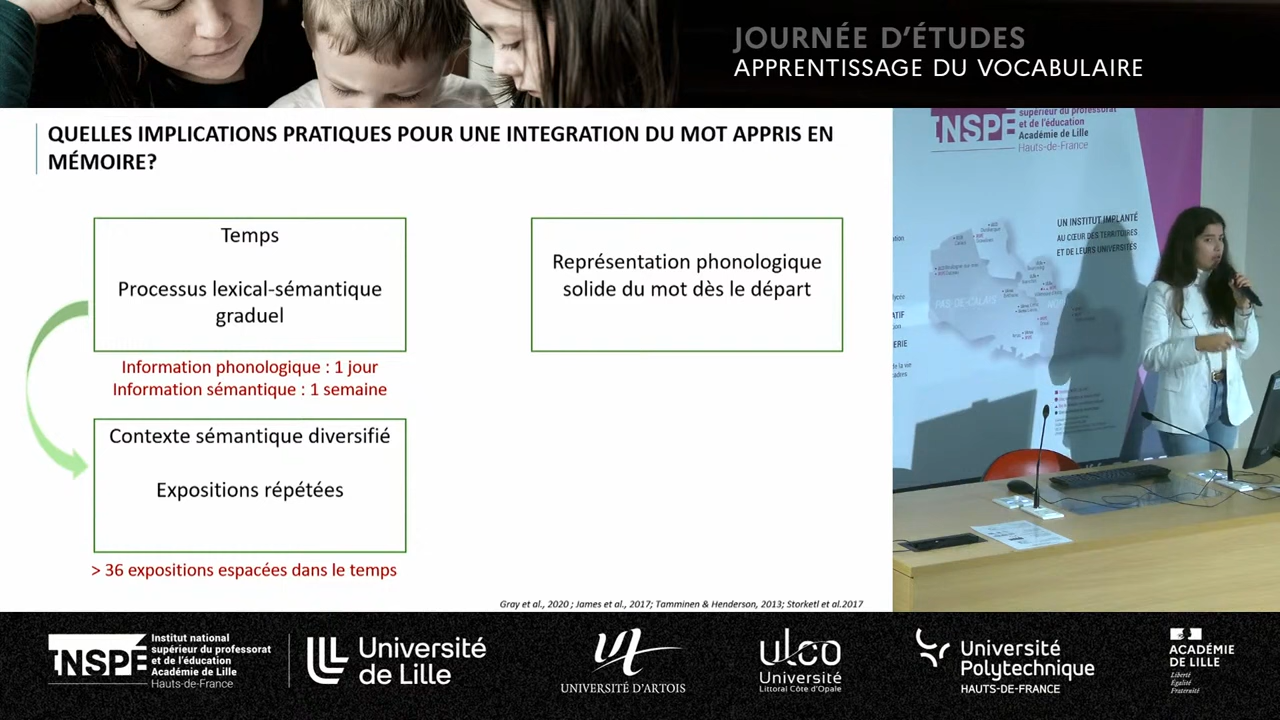 JOURNÉE D'ÉTUDES
APPRENTISSAGE DU VOCABULAIRE
QUELLES IMPLICATIONS PRATIQUES POUR UNE INTEGRATION DU MOT APPRIS EN
MÉMOIRE?
Temps
Processus lexical-sémantique
graduel
Information phonologique : 1 jour
Information sémantique : 1 semaine
Contexte sémantique diversifié
Expositions répétées
> 36 expositions espacées dans le temps
Représentation phonologique
solide du mot dès le départ
Gray et al., 2020 ; James et al., 2017; Tamminen & Henderson, 2013; Storketl et al.2017
INSPÉ
supérieur du professorat
et de l'éducation
Académie de Lille
Hauts-de-France
UN INSTITUT IMPLANTÉ
AU CŒUR DES TERRITOIRES
ET DE LEURS UNIVERSITÉS
PAS-DE-CALAIS
INSPÉ
Institut national
supérieur du professorat
et de l'éducation
Académie de Lille
Hauts-de-France
Université
de Lille
UNIVERSITÉ D'ARTOIS
ulco
Université
Littoral Côte d'Opale
Université
Polytechnique
HAUTS-DE-FRANCE
ACADÉMIE
DE LILLE
Liberté
Égalité
Fraternité